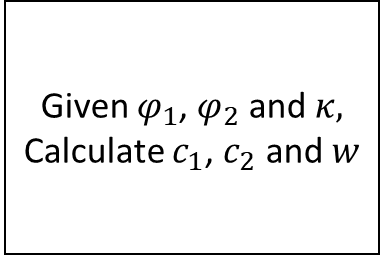 Given φ₁, φ₂ and κ,
Calculate c₁, c₂ and w